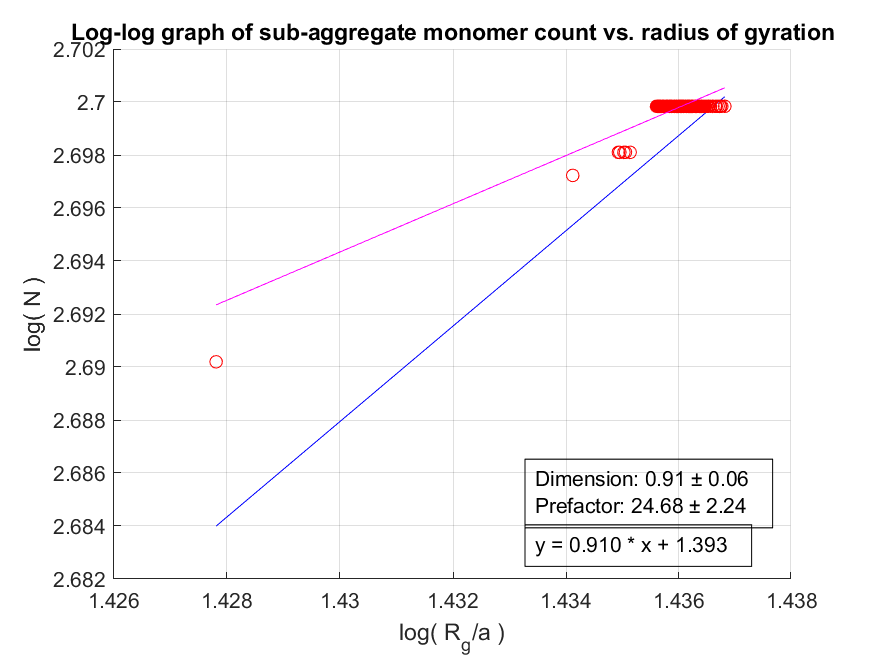 Log-log graph of sub-aggregate monomer count vs. radius of gyration
2.702
2.7
2.698
2.696
2.694
2.692
2.69
2.688
2.686
2.684
2.682
log( N )
Dimension: 0.91 ± 0.06
Prefactor: 24.68 ± 2.24
y = 0.910 * x + 1.393
1.426 1.428 1.43 1.432 1.434 1.436 1.438
log( Rg/a )